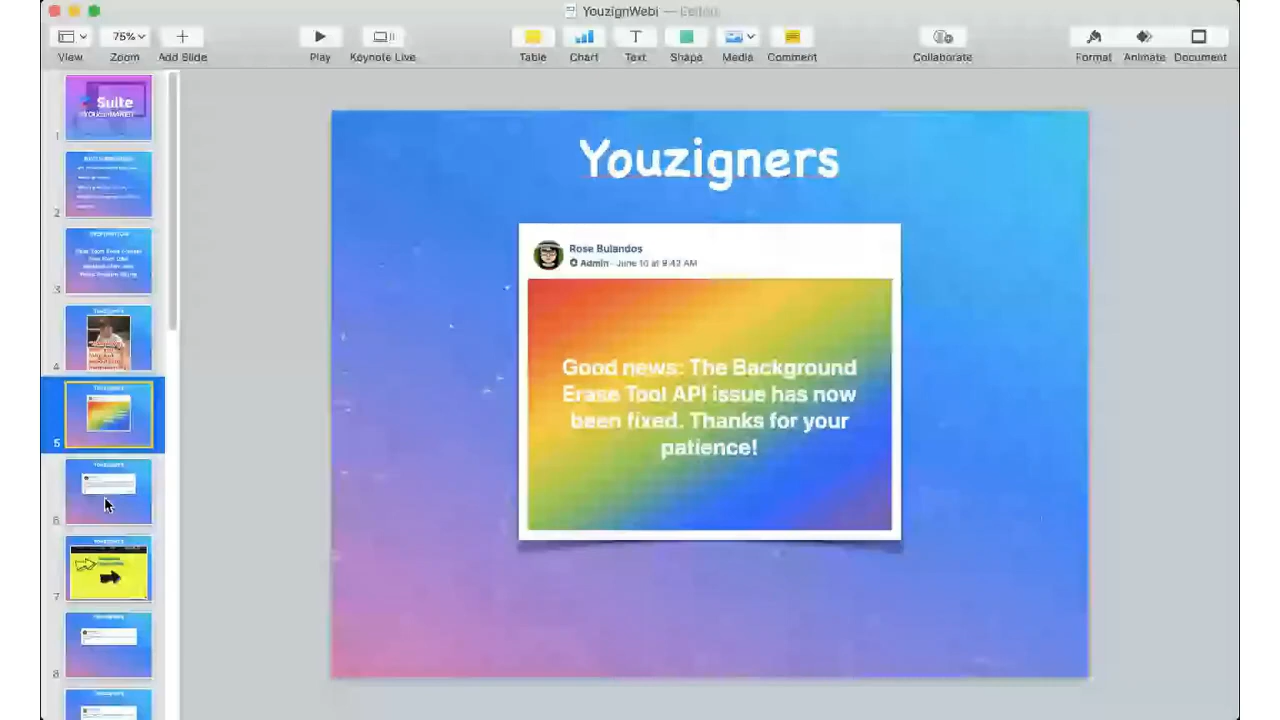 YouzignWebi — Edited
View
75%
Zoom
Add Slide
Play
Keynote Live
Table
Chart
Text
Shape
Media
Comment
Collaborate
Format
Animate
Document
1
Suite
2
3
4
5
6
7
8
Youzigners
Rose Bulandos
Admin · June 10 at 9:42 AM
Good news: The Background
Erase Tool API issue has now
been fixed. Thanks for your
patience!